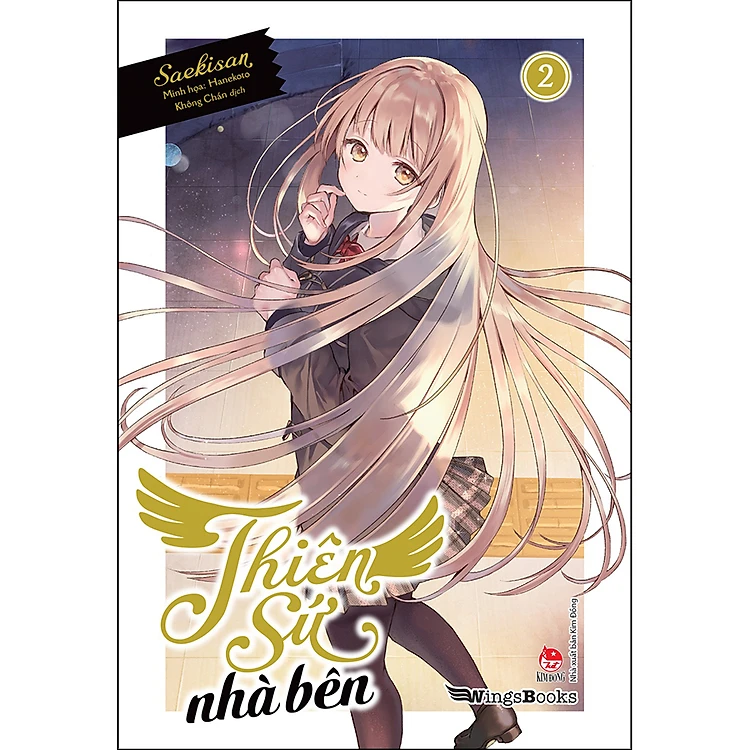 Saekisan
Minh họa: Hanekoto
Không Chán dịch
2
Thiên
Sứ
nhà bên
KIM ĐỒNG
Nhà xuất bản Kim Đồng
WingsBooks